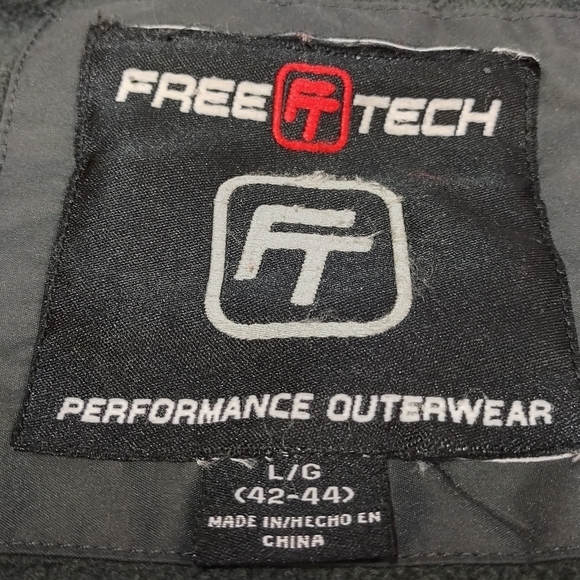 FREE FT TECH
FT
PERFORMANCE OUTERWEAR
L/G
(42-44)
MADE IN/HECHO EN
CHINA